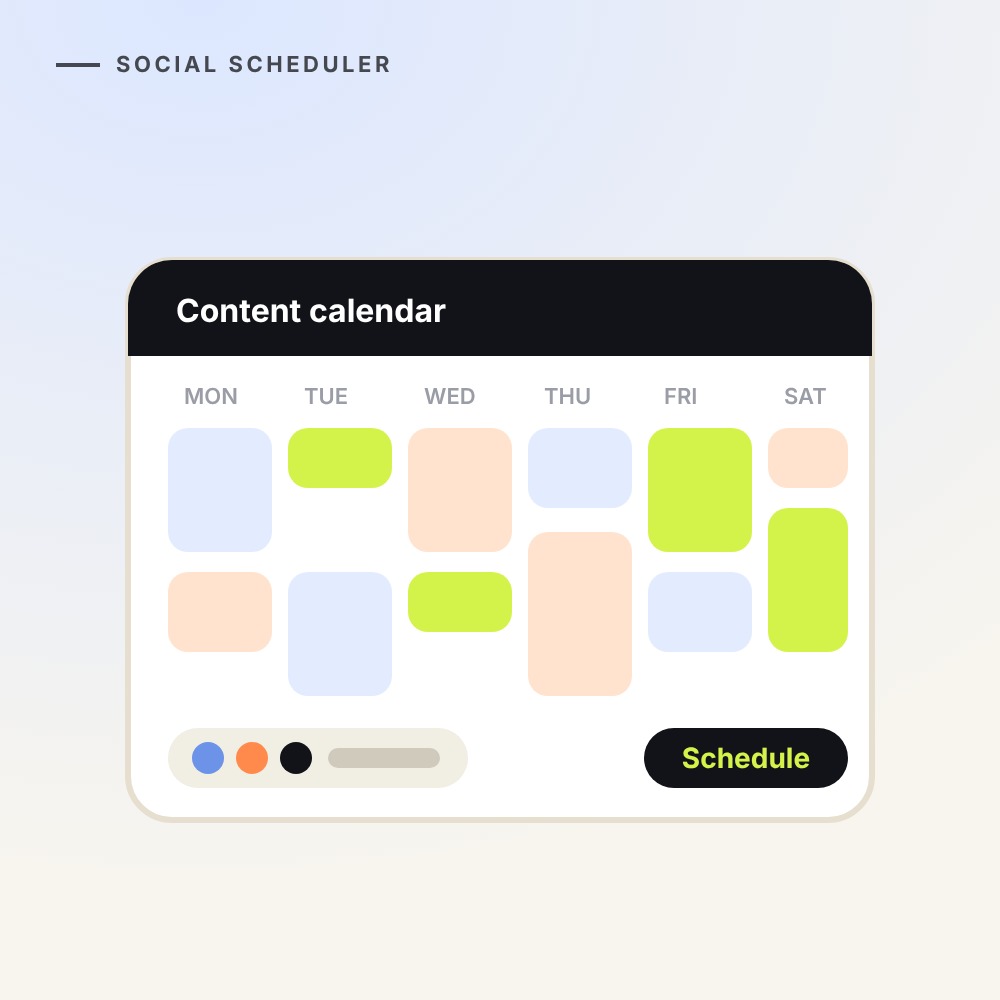 SOCIAL SCHEDULER
Content calendar
MON TUE WED THU FRI SAT
Schedule